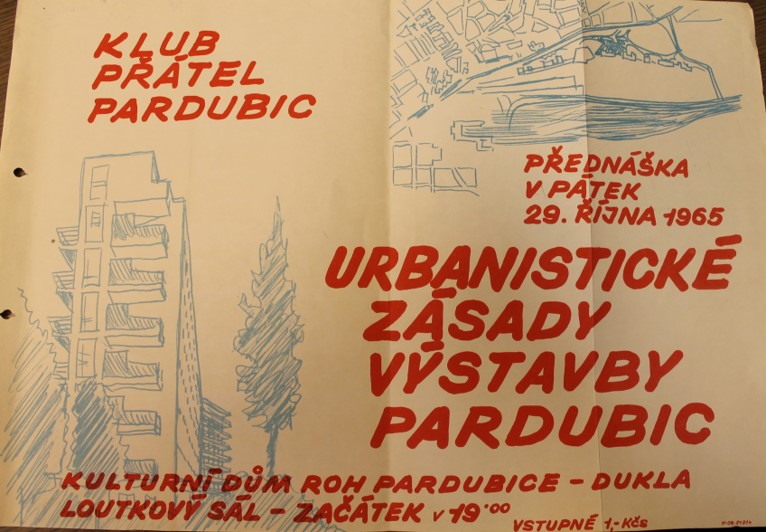 KLUB
PŘÁTEL
PARDUBIC
PŘEDNÁŠKA
V PÁTEK
29. ŘÍJNA 1965
URBANISTICKÉ
ZÁSADY
VÝSTAVBY
PARDUBIC
KULTURNÍ DŮM ROH PARDUBICE - DUKLA
LOUTKOVÝ SÁL - ZAČÁTEK v 19.00
VSTUPNÉ 1,- Kčs